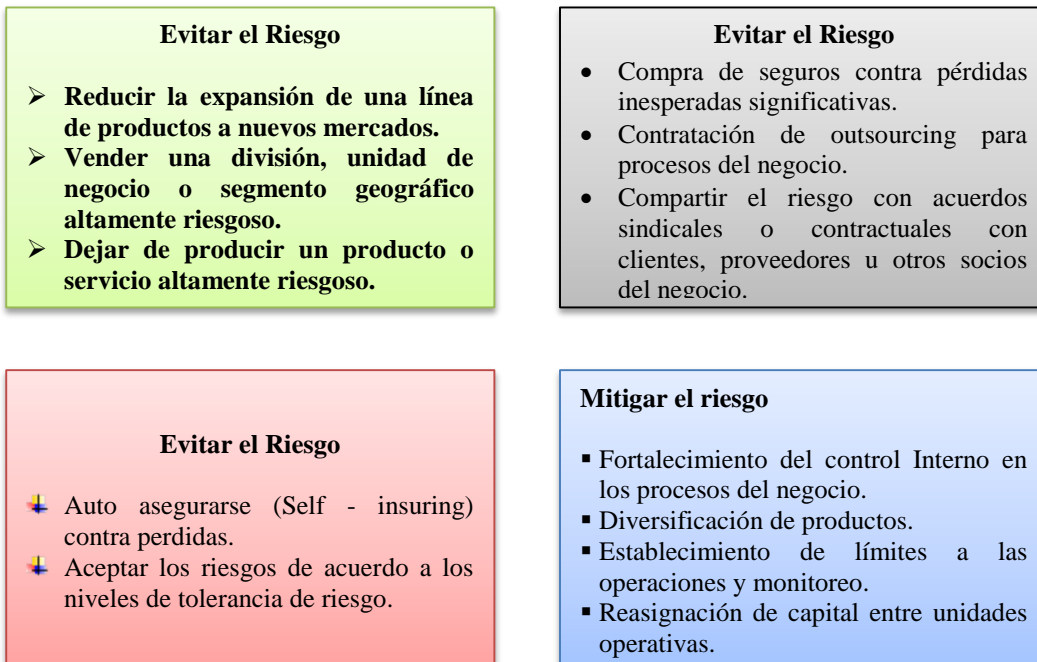 Evitar el Riesgo
➢ Reducir la expansión de una línea
de productos a nuevos mercados.
➢ Vender una división, unidad de
negocio o segmento geográfico
altamente riesgoso.
➢ Dejar de producir un producto o
servicio altamente riesgoso.
Evitar el Riesgo
• Compra de seguros contra pérdidas
inesperadas significativas.
• Contratación de outsourcing para
procesos del negocio.
• Compartir el riesgo con acuerdos
sindicales o contractuales con
clientes, proveedores u otros socios
del negocio.
Evitar el Riesgo
Auto asegurarse (Self - insuring)
contra perdidas.
Aceptar los riesgos de acuerdo a los
niveles de tolerancia de riesgo.
Mitigar el riesgo
▪ Fortalecimiento del control Interno en
los procesos del negocio.
▪ Diversificación de productos.
▪ Establecimiento de límites a las
operaciones y monitoreo.
▪ Reasignación de capital entre unidades
operativas.